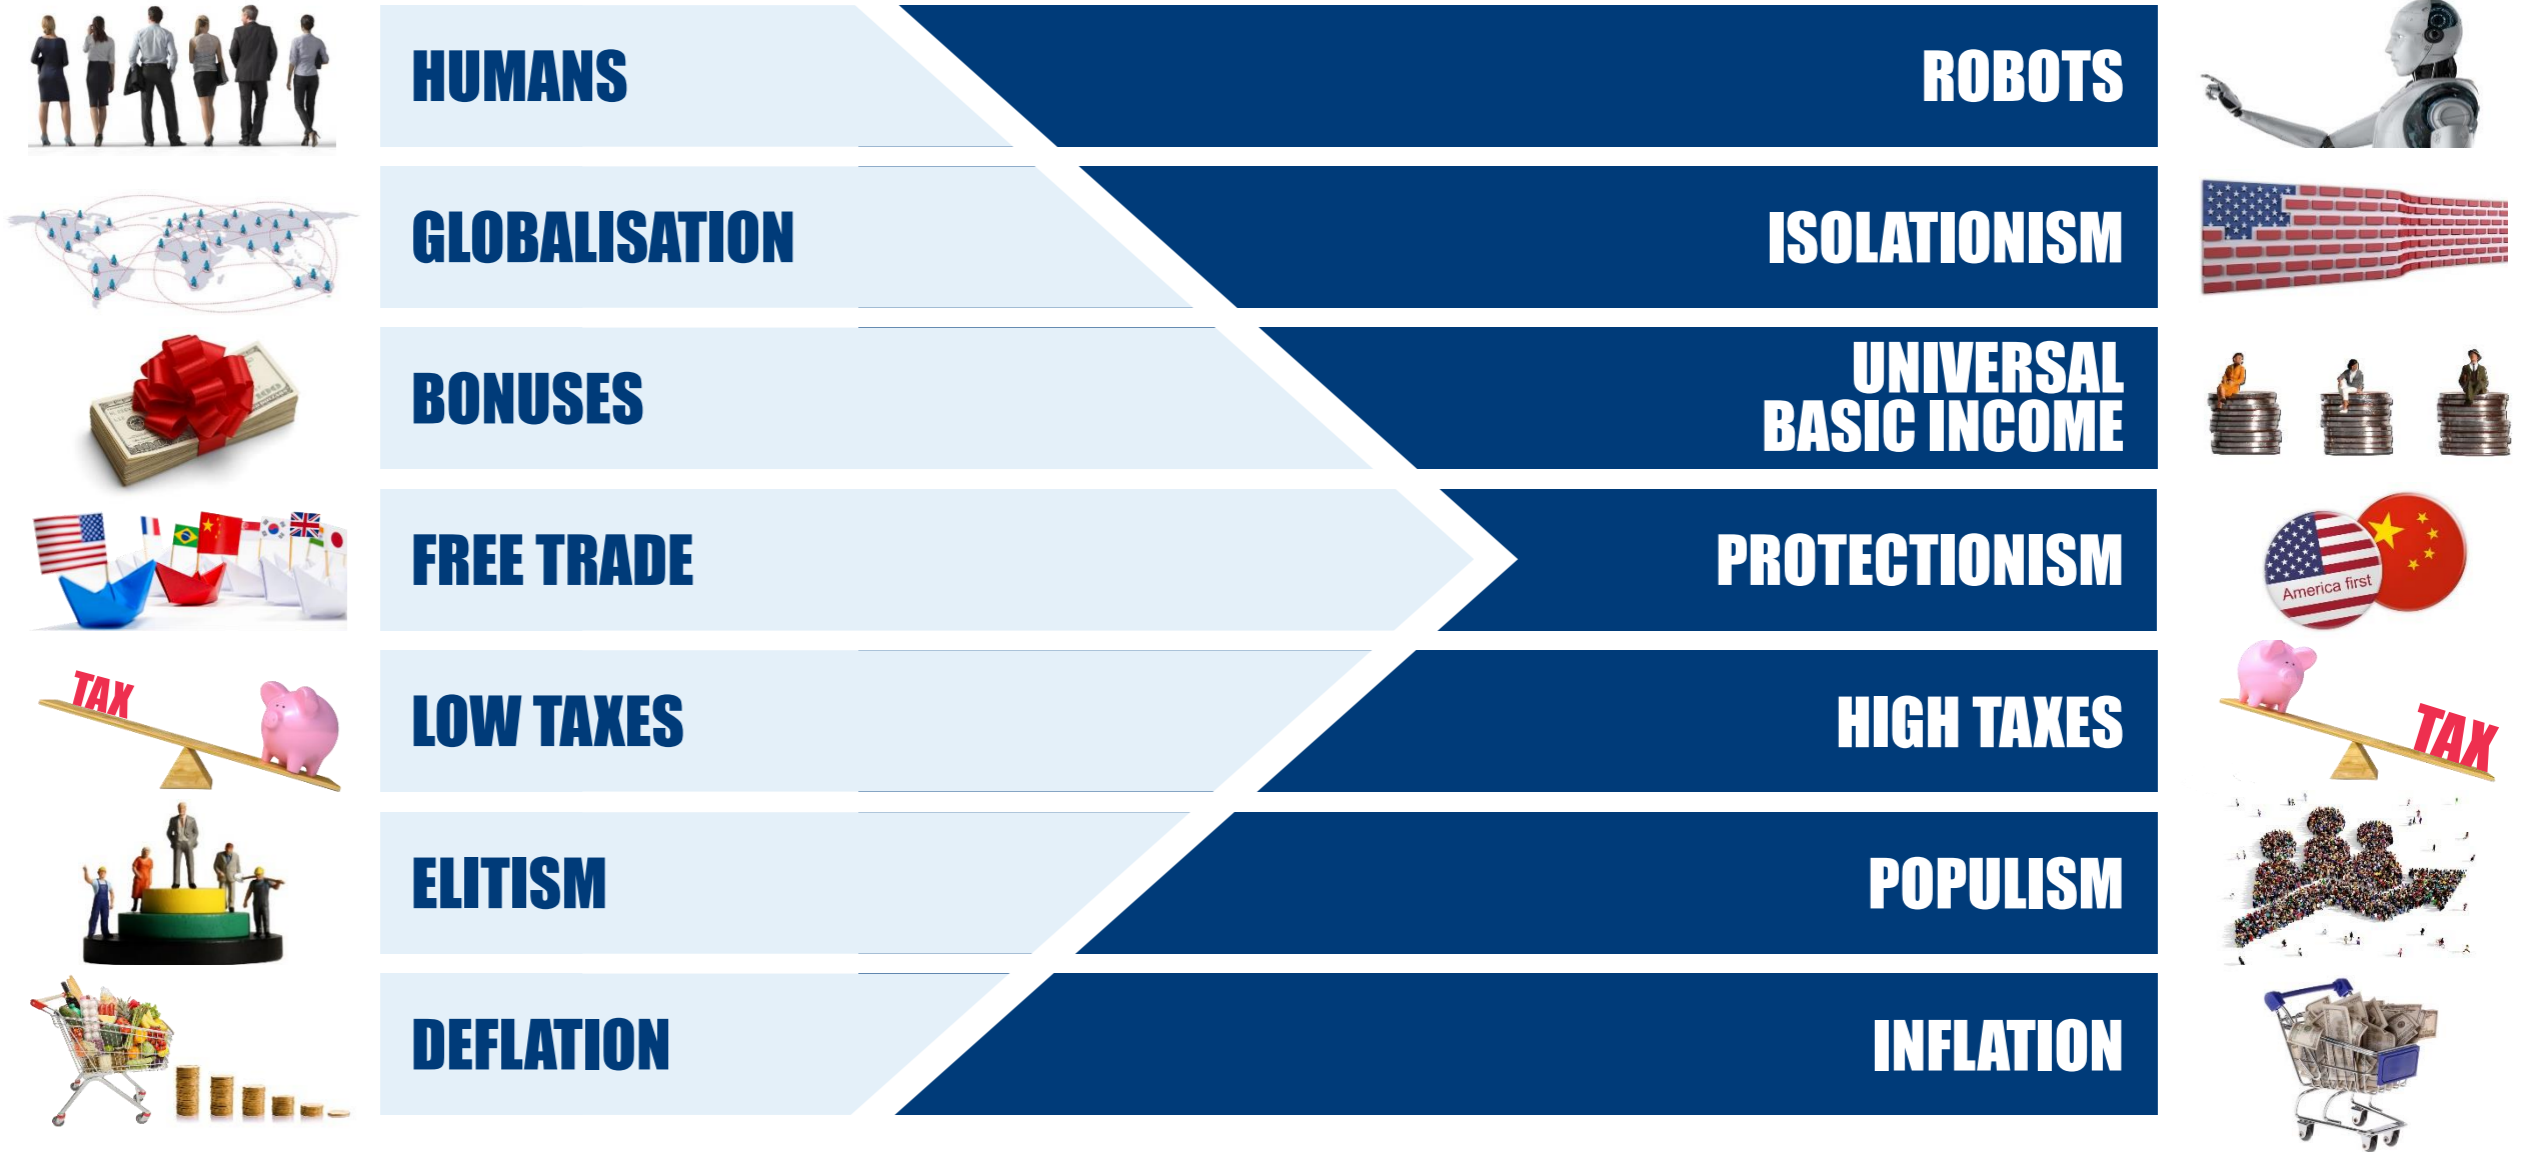 HUMANS
ROBOTS
GLOBALISATION
ISOLATIONISM
BONUSES
UNIVERSAL
BASIC INCOME
FREE TRADE
PROTECTIONISM
America first
TAX
LOW TAXES
HIGH TAXES
TAX
ELITISM
POPULISM
DEFLATION
INFLATION